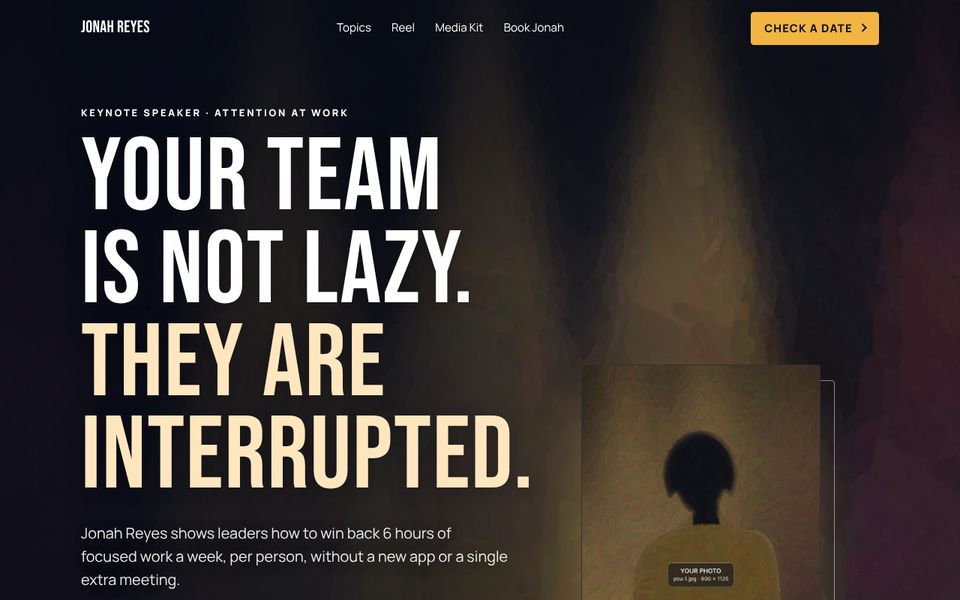 JONAH REYES
Topics
Reel
Media Kit
Book Jonah
CHECK A DATE
KEYNOTE SPEAKER · ATTENTION AT WORK
YOUR TEAM
IS NOT LAZY.
THEY ARE
INTERRUPTED.
Jonah Reyes shows leaders how to win back 6 hours of
focused work a week, per person, without a new app or a single
extra meeting.
YOUR PHOTO
you-1.jpg · 900 × 1125